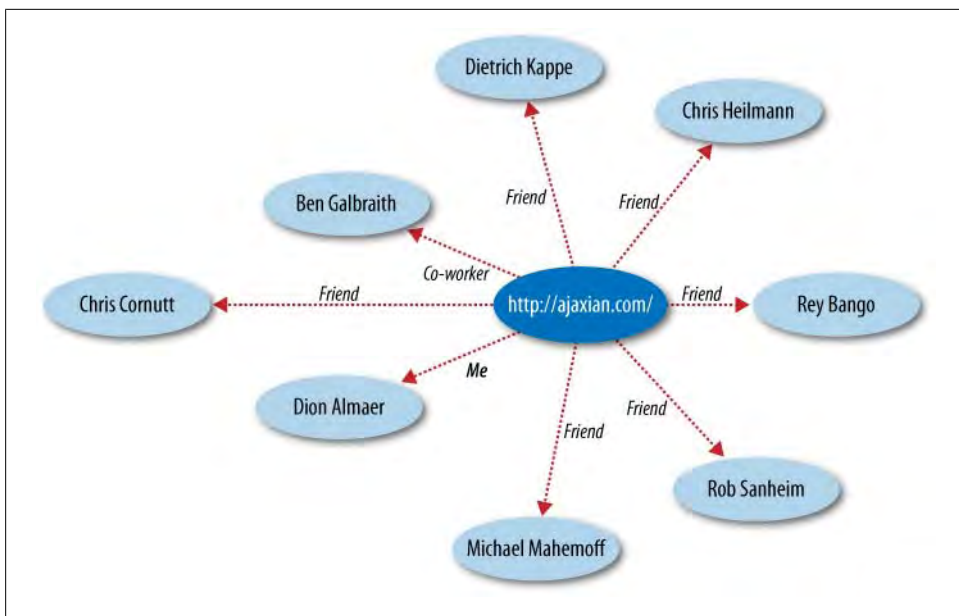 Dietrich Kappe
Chris Heilmann
Friend
Friend
Ben Galbraith
Co-worker
Chris Cornutt
Friend
http://ajaxian.com/
Friend
Rey Bango
Me
Dion Almaer
Friend
Friend
Rob Sanheim
Michael Mahemoff